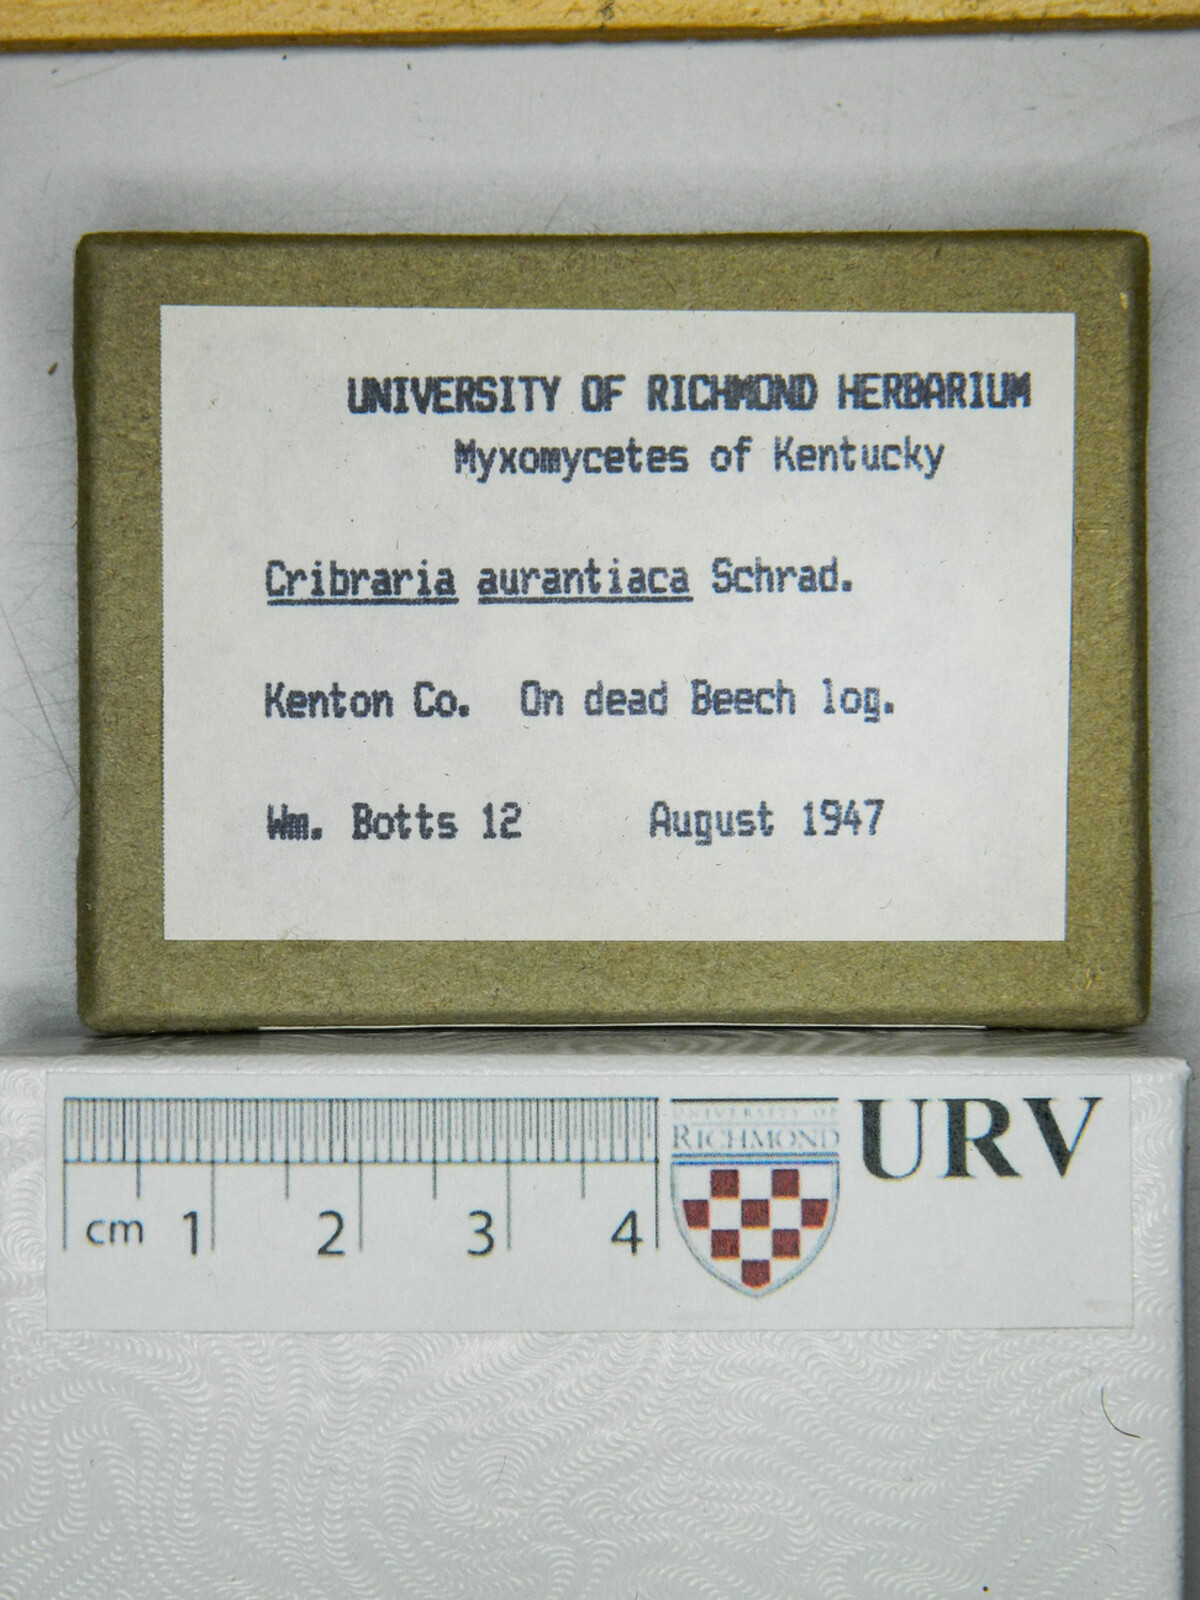 UNIVERSITY OF RICHMOND HERBARIUM
Myxomycetes of Kentucky
Cribraria aurantiaca Schrad.
Kenton Co. On dead Beech log.
Wm. Botts 12 August 1947
UNIVERSITY OF
RICHMOND
URV
cm 1 2 3 4